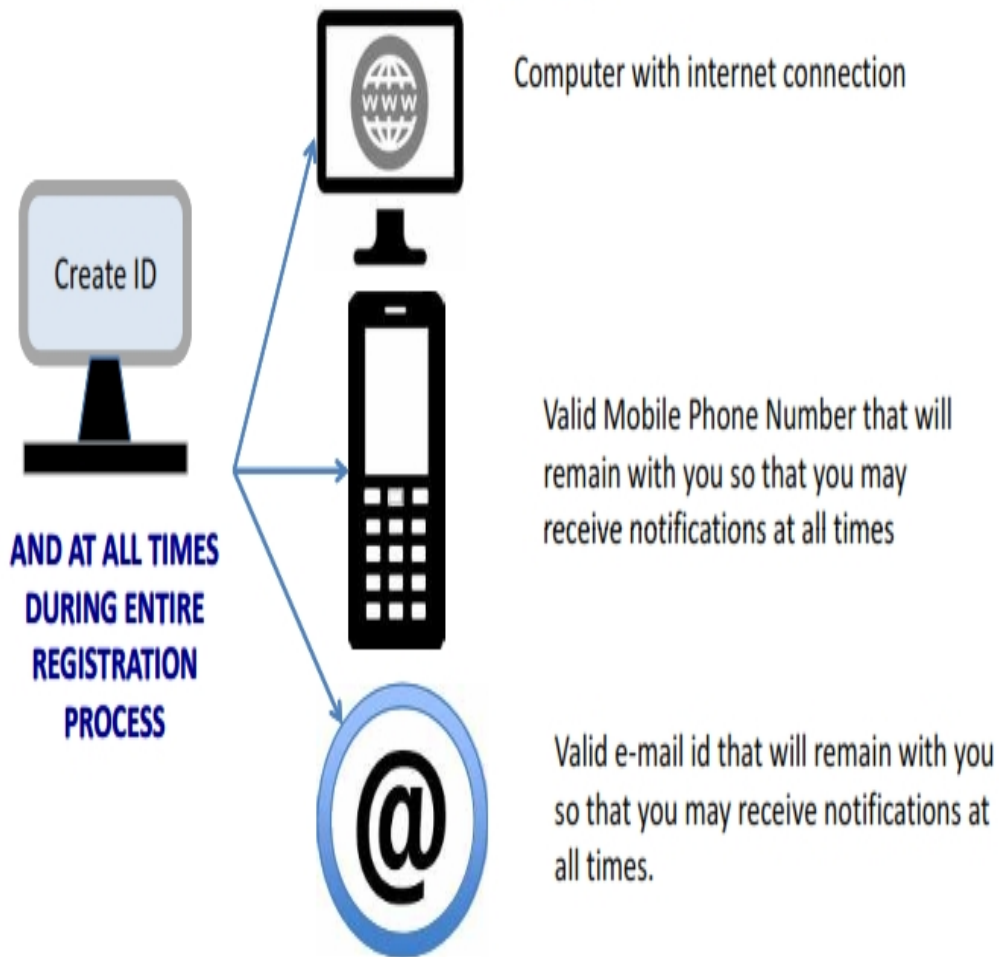 www
Computer with internet connection
Create ID
AND AT ALL TIMES
DURING ENTIRE
REGISTRATION
PROCESS
Valid Mobile Phone Number that will
remain with you so that you may
receive notifications at all times
@
Valid e-mail id that will remain with you
so that you may receive notifications at
all times.